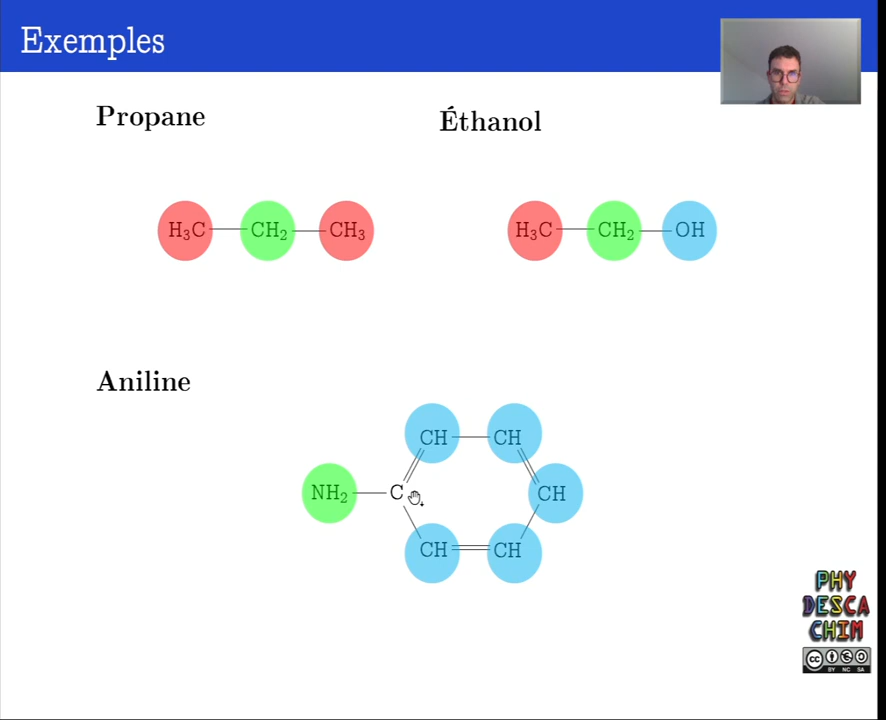 Exemples
Propane
Éthanol
H₃C CH₂ CH₃
H₃C CH₂ OH
Aniline
CH CH
NH₂ C CH
CH CH
PHY
DESCA
CHIM
CC BY NC SA